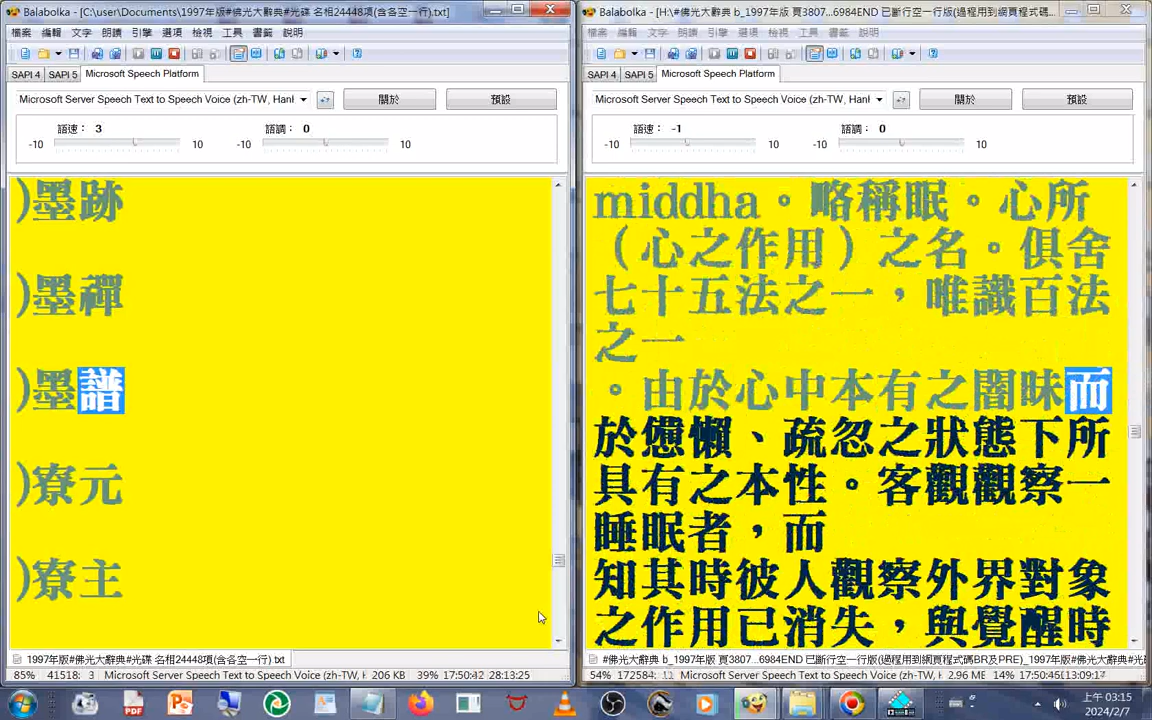 Balabolka - [C:\user\Documents\1997年版#佛光大辭典#光碟 名相24448項(含各空一行).txt]
檔案 編輯 文字 朗讀 引擎 選項 檢視 工具 書籤 說明
SAPI 4 SAPI 5 Microsoft Speech Platform
Microsoft Server Speech Text to Speech Voice (zh-TW, Hanl 關於 預設
語速： 3 語調： 0
-10 10 -10 10
)墨跡
)墨禪
)墨譜
)寮元
)寮主
1997年版#佛光大辭典#光碟 名相24448項(含各空一行).txt
85% 41518: 3 Microsoft Server Speech Text to Speech Voice (zh-TW, H 206 KB 39% 17:50:42 28:13:25
Balabolka - [H:\#佛光大辭典 b_1997年版 頁3807...6984END 已斷行空一行版(過程用到網頁程式碼...
檔案 編輯 文字 朗讀 引擎 選項 檢視 工具 書籤 說明
SAPI 4 SAPI 5 Microsoft Speech Platform
Microsoft Server Speech Text to Speech Voice (zh-TW, Hanl 關於 預設
語速： -1 語調： 0
-10 10 -10 10
middha。略稱眠。心所
（心之作用）之名。俱舍
七十五法之一，唯識百法
之一
。由於心中本有之闇昧而
於憊懶、疏忽之狀態下所
具有之本性。客觀觀察一
睡眠者，而
知其時彼人觀察外界對象
之作用已消失，與覺醒時
#佛光大辭典 b_1997年版 頁3807...6984END 已斷行空一行版(過程用到網頁程式碼BR及PRE)_1997年版#佛光大辭典#光
54% 172584: Microsoft Server Speech Text to Speech Voice (zh-TW, H 2.96 ME 14%
上午 03:15
2024/2/7